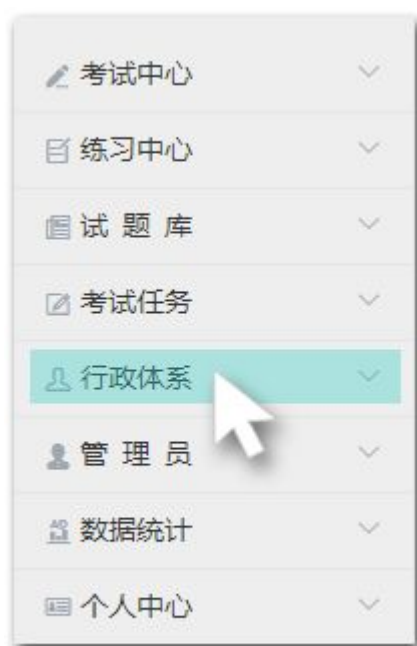 考试中心
练习中心
试 题 库
考试任务
行政体系
管 理 员
数据统计
个人中心